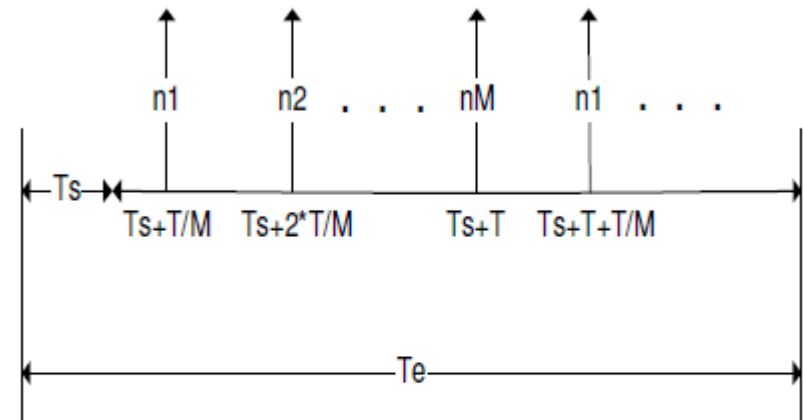 n1 n2 . . . nM n1 . . .
Ts
Ts+T/M Ts+2*T/M Ts+T Ts+T+T/M
Te